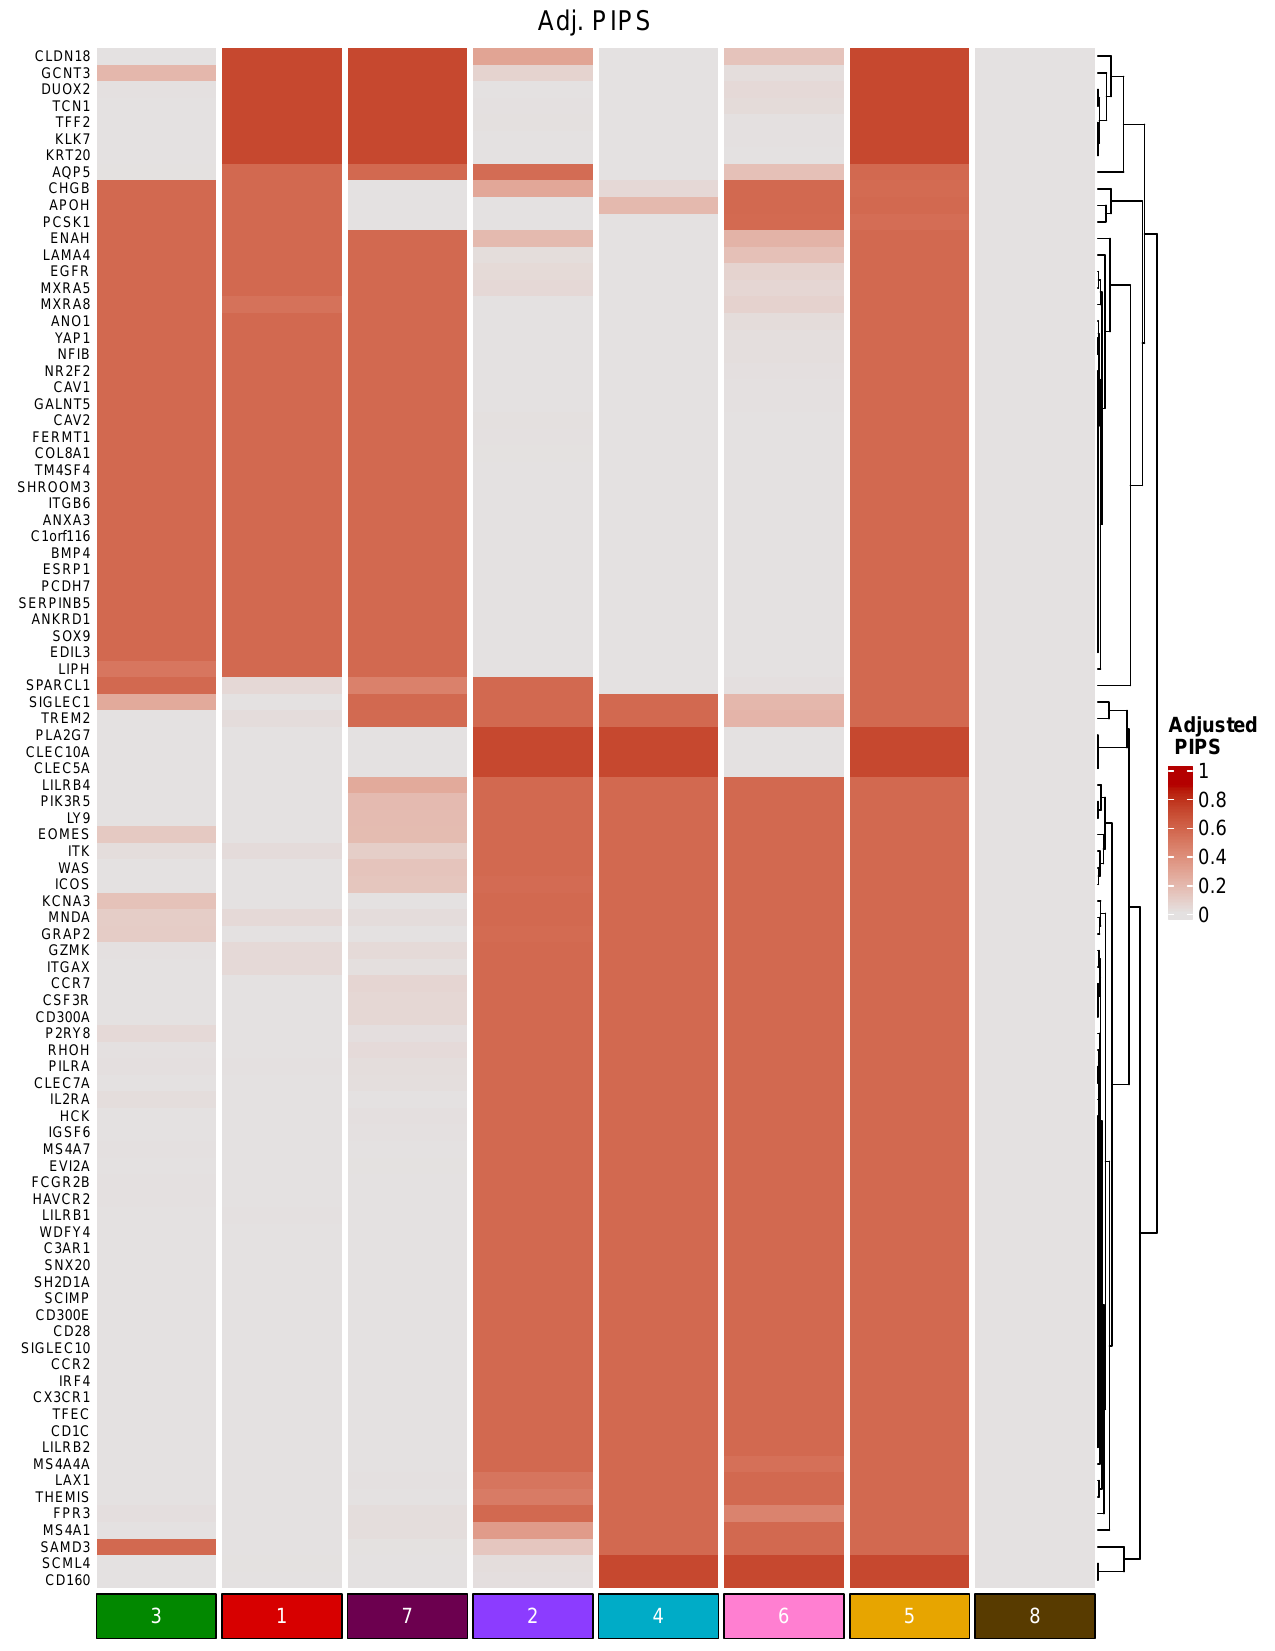 Adj. PIPS
CLDN18
GCNT3
DUOX2
TCN1
TFF2
KLK7
KRT20
AQP5
CHGB
APOH
PCSK1
ENAH
LAMA4
EGFR
MXRA5
MXRA8
ANO1
YAP1
NFIB
NR2F2
CAV1
GALNT5
CAV2
FERMT1
COL8A1
TM4SF4
SHROOM3
ITGB6
ANXA3
C1orf116
BMP4
ESRP1
PCDH7
SERPINB5
ANKRD1
SOX9
EDIL3
LIPH
SPARCL1
SIGLEC1
TREM2
PLA2G7
CLEC10A
CLEC5A
LILRB4
PIK3R5
LY9
EOMES
ITK
WAS
ICOS
KCNA3
MNDA
GRAP2
GZMK
ITGAX
CCR7
CSF3R
CD300A
P2RY8
RHOH
PILRA
CLEC7A
IL2RA
HCK
IGSF6
MS4A7
EVI2A
FCGR2B
HAVCR2
LILRB1
WDFY4
C3AR1
SNX20
SH2D1A
SCIMP
CD300E
CD28
SIGLEC10
CCR2
IRF4
CX3CR1
TFEC
CD1C
LILRB2
MS4A4A
LAX1
THEMIS
FPR3
MS4A1
SAMD3
SCML4
CD160
3 1 7 2 4 6 5 8
Adjusted
PIPS
1
0.8
0.6
0.4
0.2
0